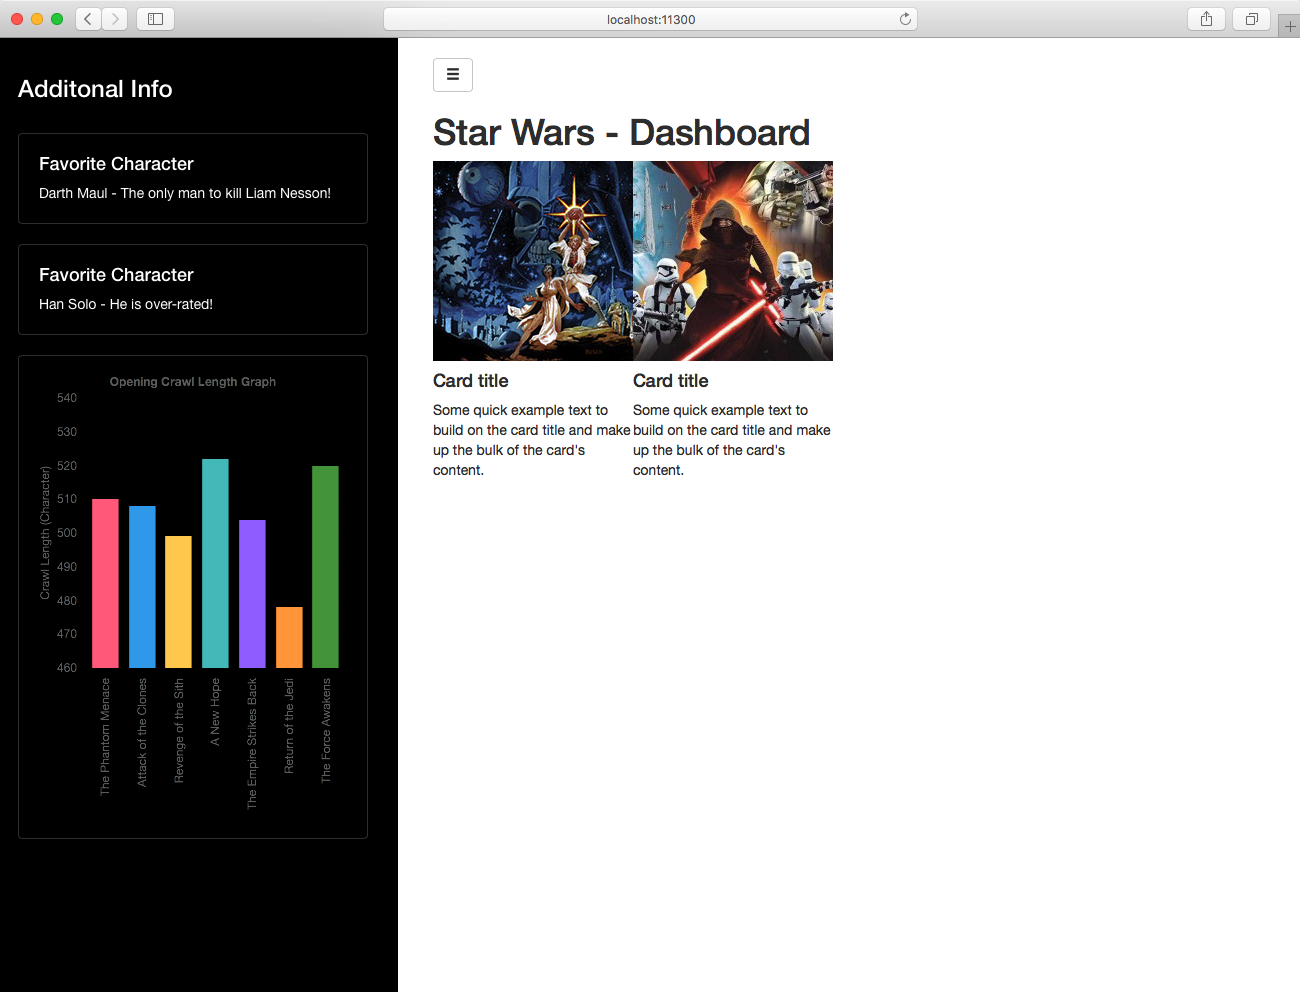 localhost:11300
Additonal Info
Favorite Character
Darth Maul - The only man to kill Liam Nesson!
Favorite Character
Han Solo - He is over-rated!
Opening Crawl Length Graph
540
530
520
510
500
490
480
470
460
Crawl Length (Character)
The Phantom Menace
Attack of the Clones
Revenge of the Sith
A New Hope
The Empire Strikes Back
Return of the Jedi
The Force Awakens
Star Wars - Dashboard
Card title
Some quick example text to
build on the card title and make
up the bulk of the card's
content.
Card title
Some quick example text to
build on the card title and make
up the bulk of the card's
content.